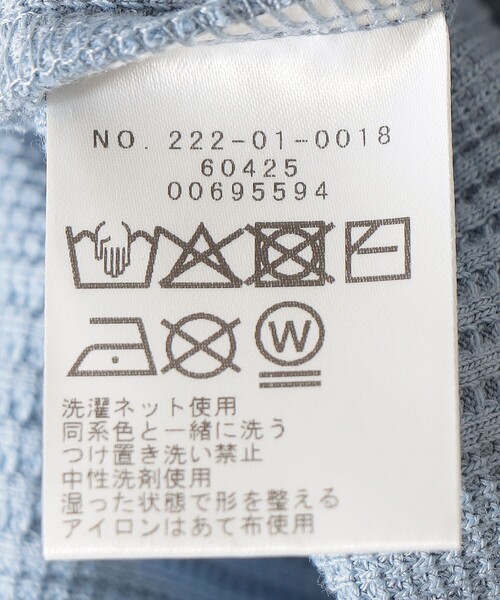 NO. 222-01-0018
60425
00695594
W
洗濯ネット使用
同系色と一緒に洗う
つけ置き洗い禁止
中性洗剤使用
湿った状態で形を整える
アイロンはあて布使用